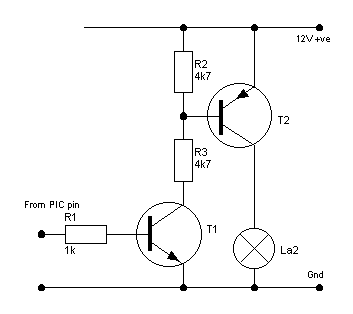 12V +ve
R2
4k7
T2
R3
4k7
From PIC pin
R1
1k
T1
La2
Gnd